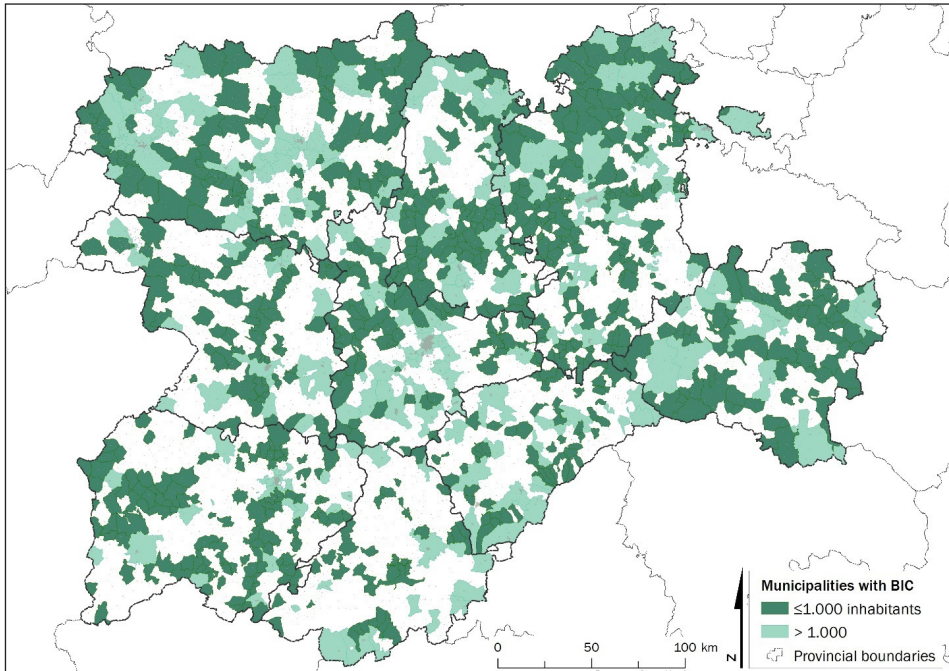 Municipalities with BIC
≤1.000 inhabitants
> 1.000
Provincial boundaries
N
0 50 100 km